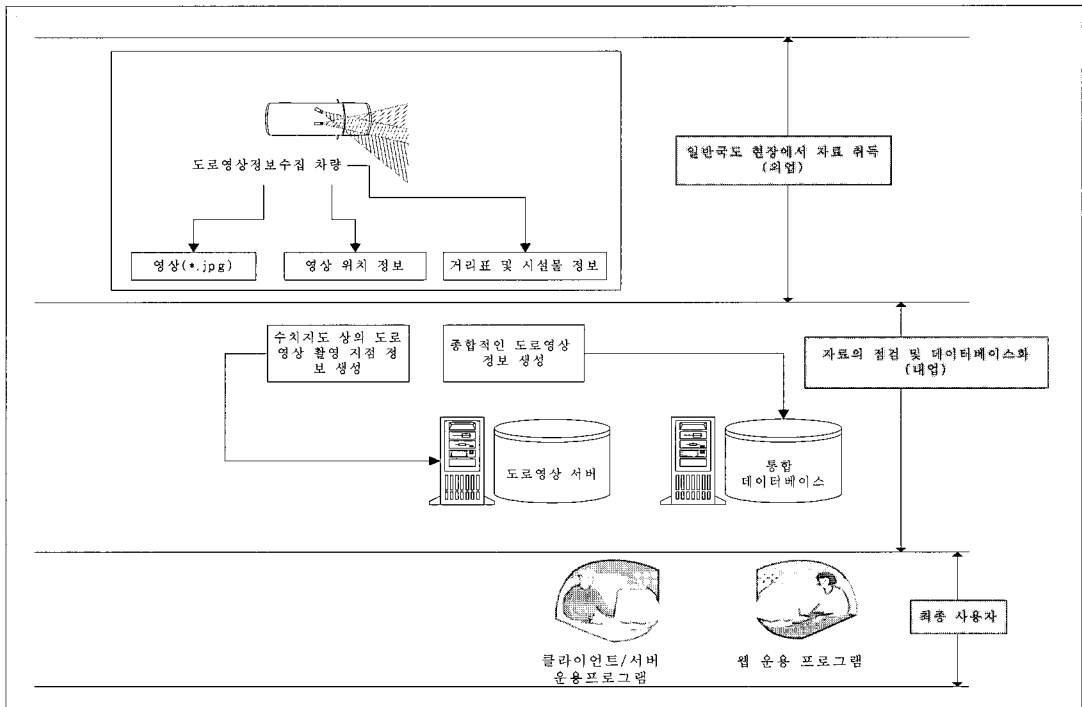 도로영상정보수집 차량
영상(*.jpg)
영상 위치 정보
거리표 및 시설물 정보
일반국도 현장에서 자료 취득
(외업)
수치지도 상의 도로
영상 촬영 지점 정
보 생성
종합적인 도로영상
정보 생성
자료의 점검 및 데이터베이스화
(내업)
도로영상 서버
통합
데이터베이스
클라이언트/서버
운용프로그램
웹 운용 프로그램
최종 사용자